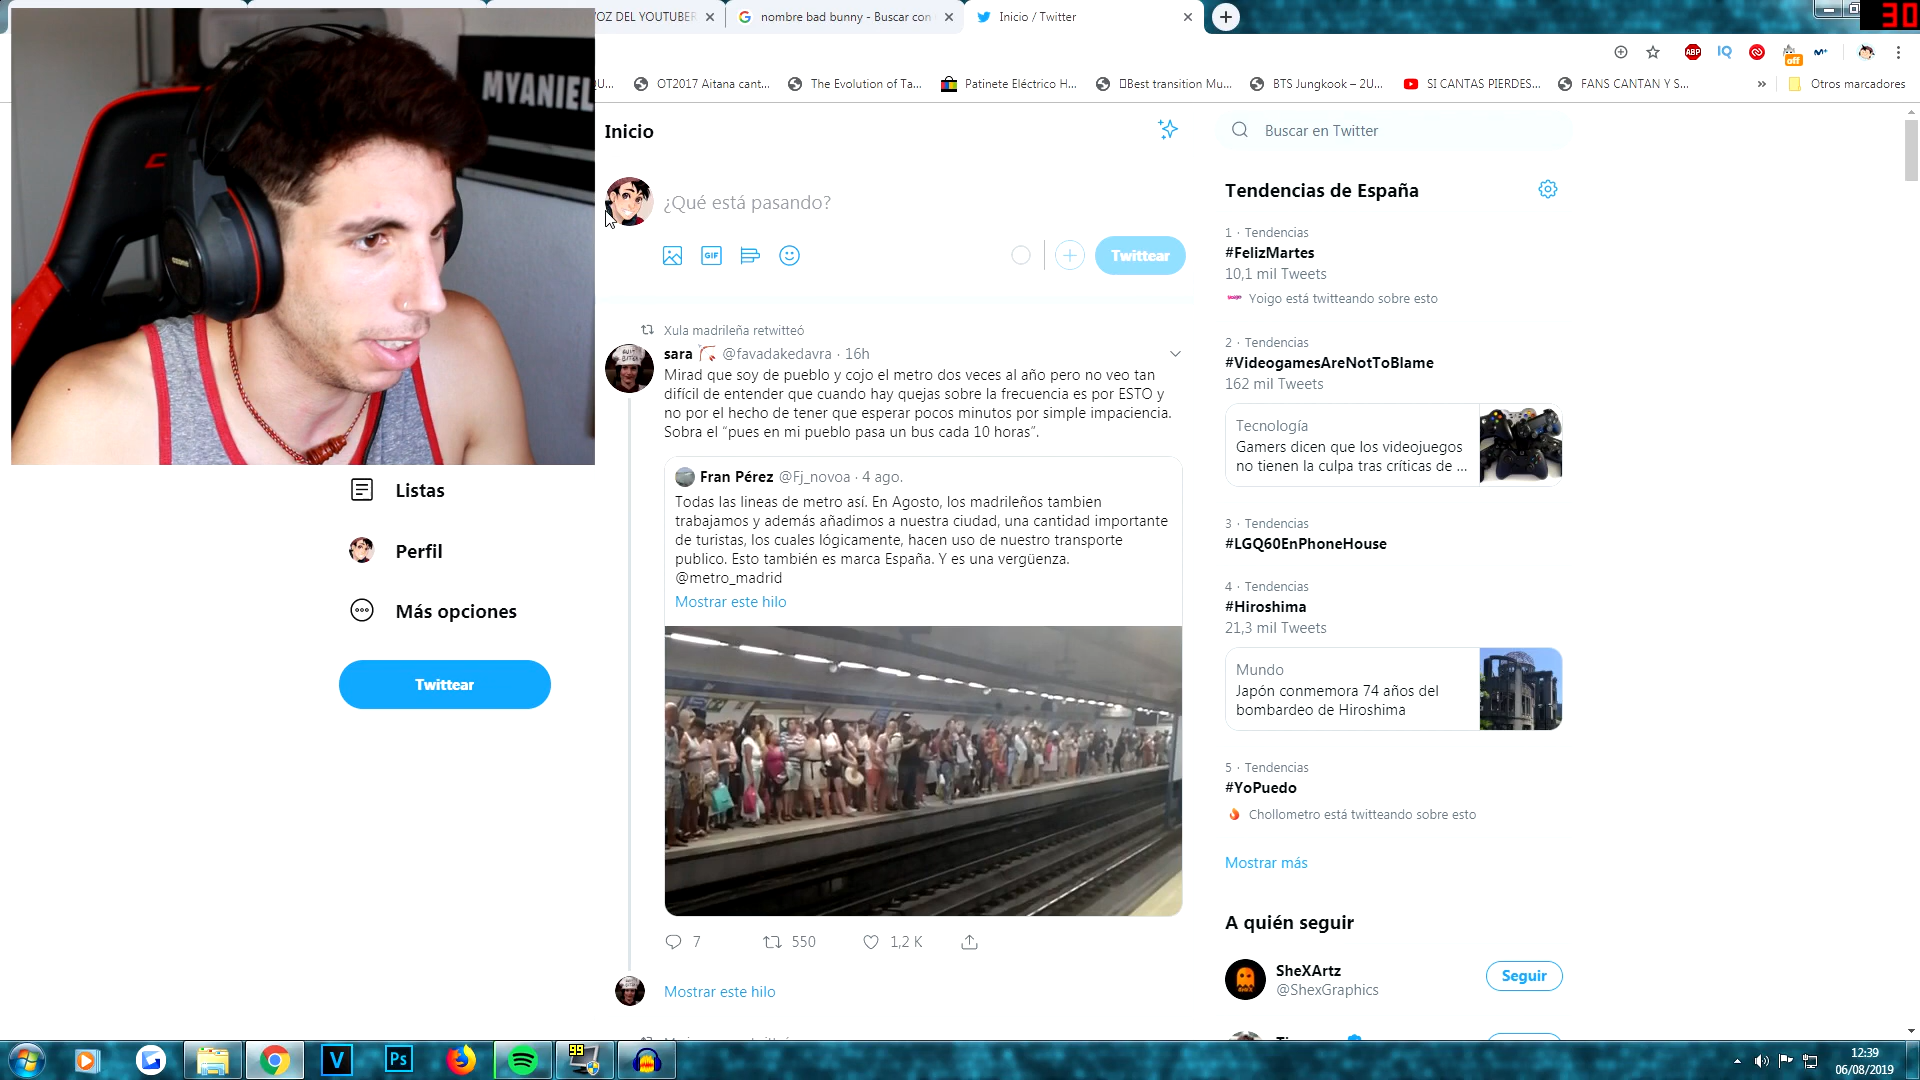 OZ DEL YOUTUBER
nombre bad bunny - Buscar con
Inicio / Twitter
30
ABP
IQ
off
OT2017 Aitana cant...
The Evolution of Ta...
Patinete Eléctrico H...
Best transition Mu...
BTS Jungkook – 2U...
SI CANTAS PIERDES...
FANS CANTAN Y S...
»
Otros marcadores
MYANIEL
Inicio
¿Qué está pasando?
GIF
Twittear
Xula madrileña retwitteó
sara @favadakedavra · 16h
Mirad que soy de pueblo y cojo el metro dos veces al año pero no veo tan
difícil de entender que cuando hay quejas sobre la frecuencia es por ESTO y
no por el hecho de tener que esperar pocos minutos por simple impaciencia.
Sobra el “pues en mi pueblo pasa un bus cada 10 horas”.
Fran Pérez @Fj_novoa · 4 ago.
Todas las lineas de metro así. En Agosto, los madrileños tambien
trabajamos y además añadimos a nuestra ciudad, una cantidad importante
de turistas, los cuales lógicamente, hacen uso de nuestro transporte
publico. Esto también es marca España. Y es una vergüenza.
@metro_madrid
Mostrar este hilo
7
550
1,2 K
Mostrar este hilo
Listas
Perfil
Más opciones
Twittear
Buscar en Twitter
Tendencias de España
1 · Tendencias
#FelizMartes
10,1 mil Tweets
Yoigo está twitteando sobre esto
2 · Tendencias
#VideogamesAreNotToBlame
162 mil Tweets
Tecnología
Gamers dicen que los videojuegos
no tienen la culpa tras críticas de ...
3 · Tendencias
#LGQ60EnPhoneHouse
4 · Tendencias
#Hiroshima
21,3 mil Tweets
Mundo
Japón conmemora 74 años del
bombardeo de Hiroshima
5 · Tendencias
#YoPuedo
Chollometro está twitteando sobre esto
Mostrar más
A quién seguir
SheXArtz
@ShexGraphics
Seguir
V
Ps
99
12:39
06/08/2019